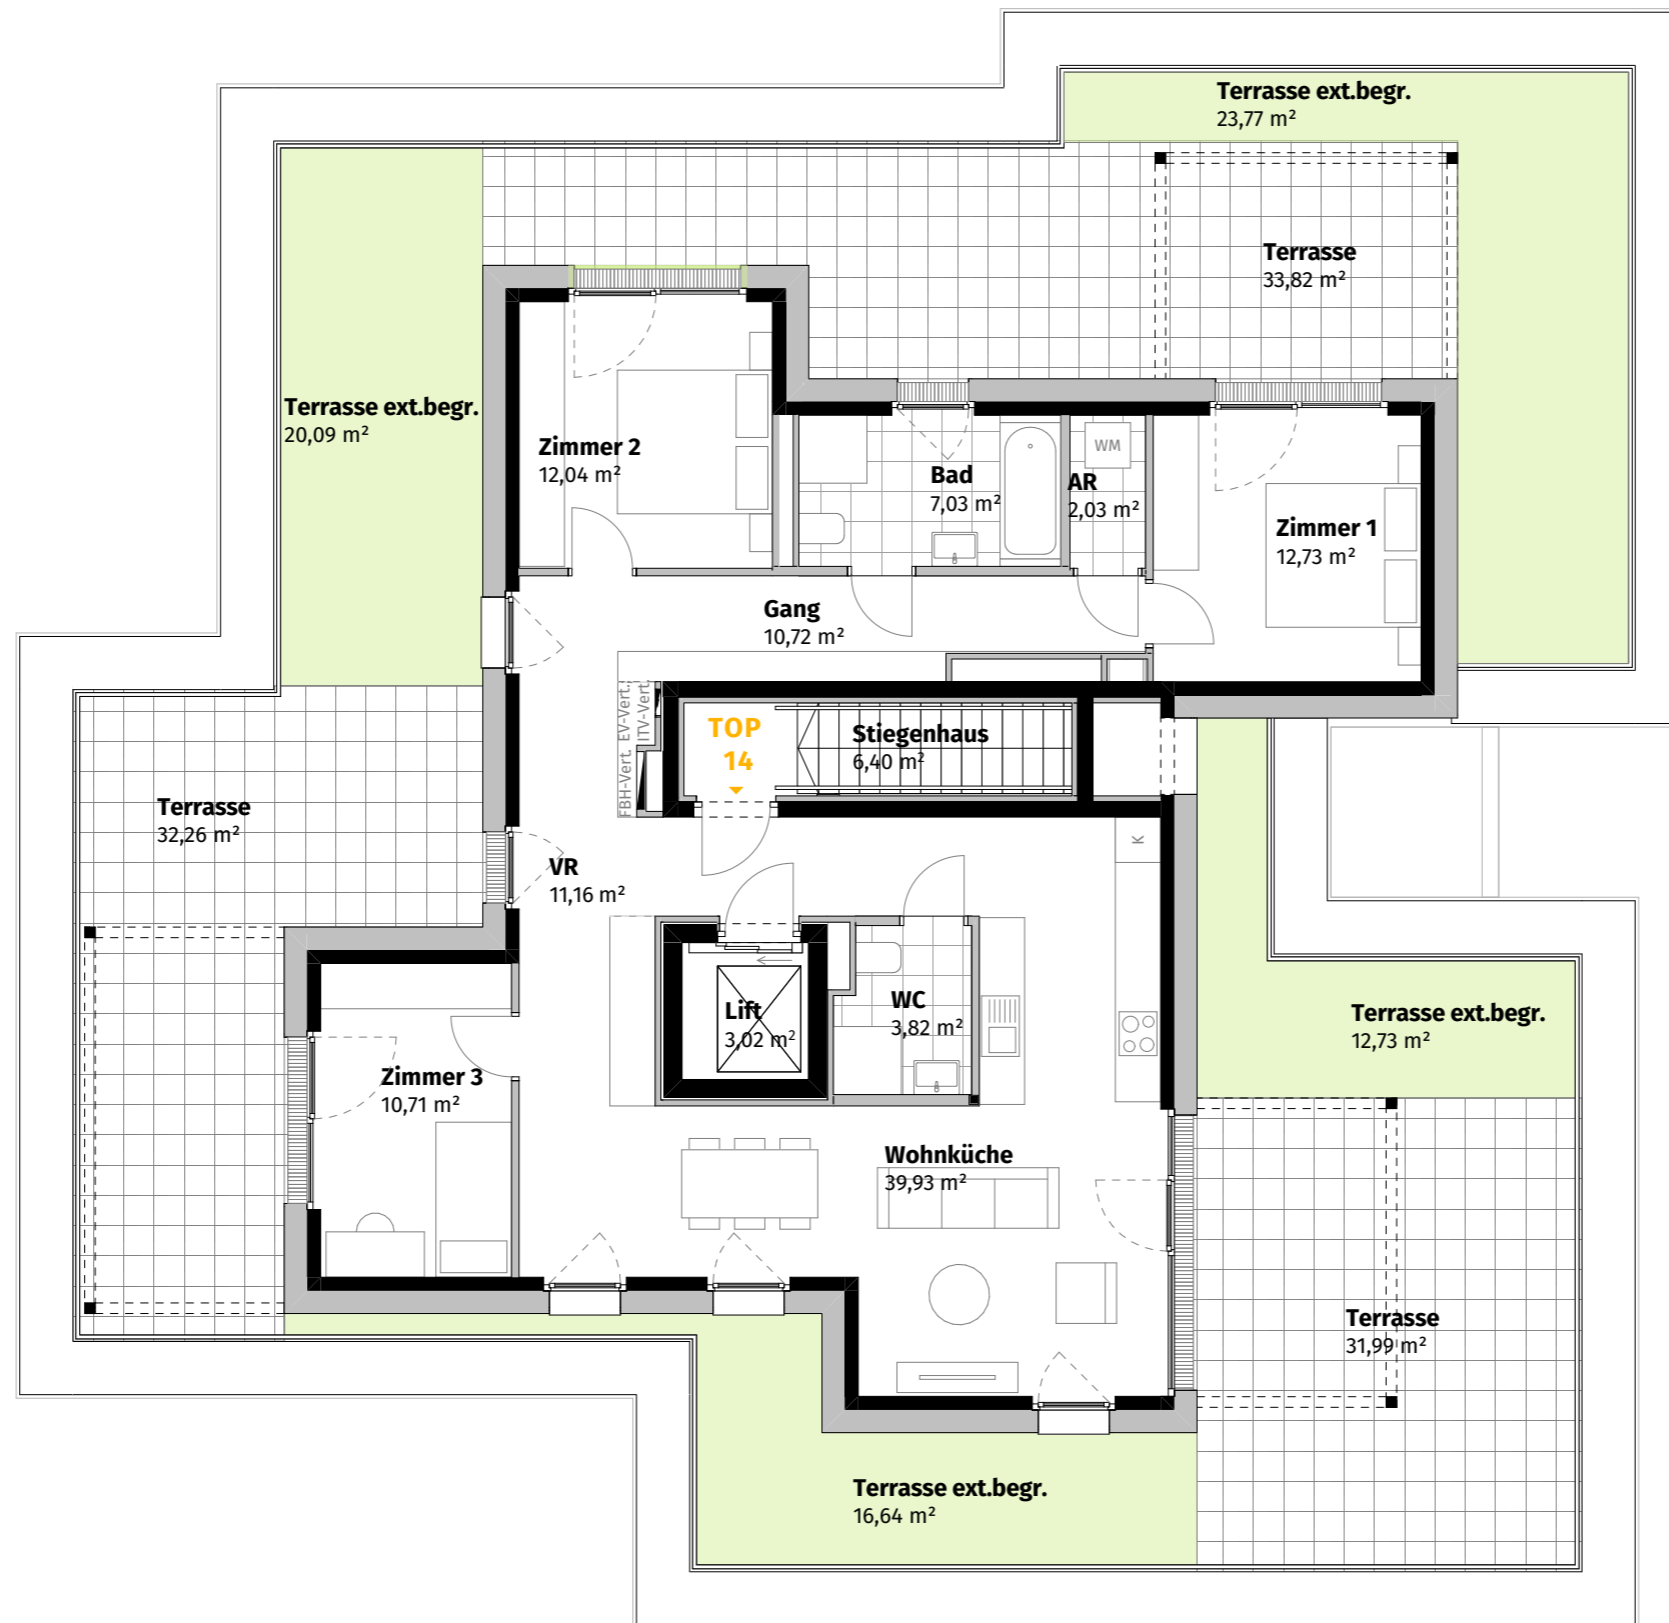 Terrasse ext.begr.
23,77 m²
Terrasse
33,82 m²
Terrasse ext.begr.
20,09 m²
Zimmer 2
12,04 m²
Bad
7,03 m²
WM
AR
2,03 m²
Zimmer 1
12,73 m²
Gang
10,72 m²
FBH-Vert. EV-Vert.
ITV-Vert.
TOP
14
Stiegenhaus
6,40 m²
Terrasse
32,26 m²
VR
11,16 m²
K
Lift
3,02 m²
WC
3,82 m²
Terrasse ext.begr.
12,73 m²
Zimmer 3
10,71 m²
Wohnküche
39,93 m²
Terrasse
31,99 m²
Terrasse ext.begr.
16,64 m²